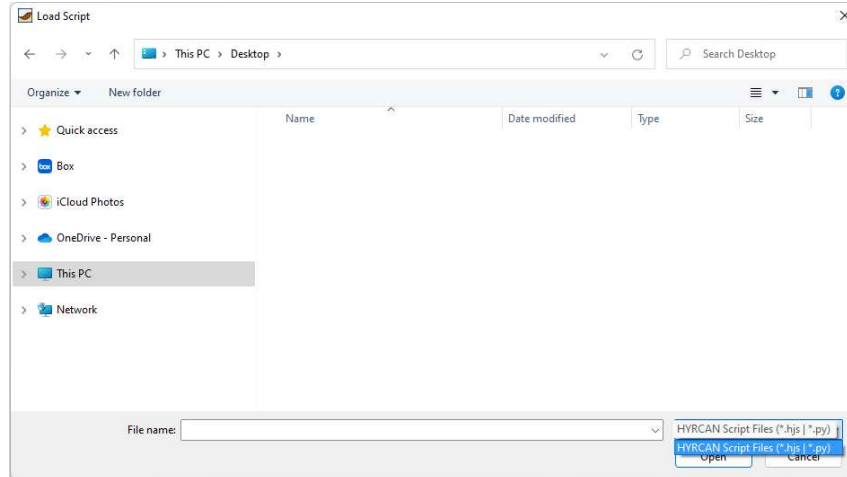 Load Script
This PC > Desktop >
Search Desktop
Organize
New folder
?
Name
Date modified
Type
Size
Quick access
box Box
iCloud Photos
OneDrive - Personal
This PC
Network
File name:
HYRCAN Script Files (*.hjs | *.py)
HYRCAN Script Files (*.hjs | *.py)
Open
Cancel